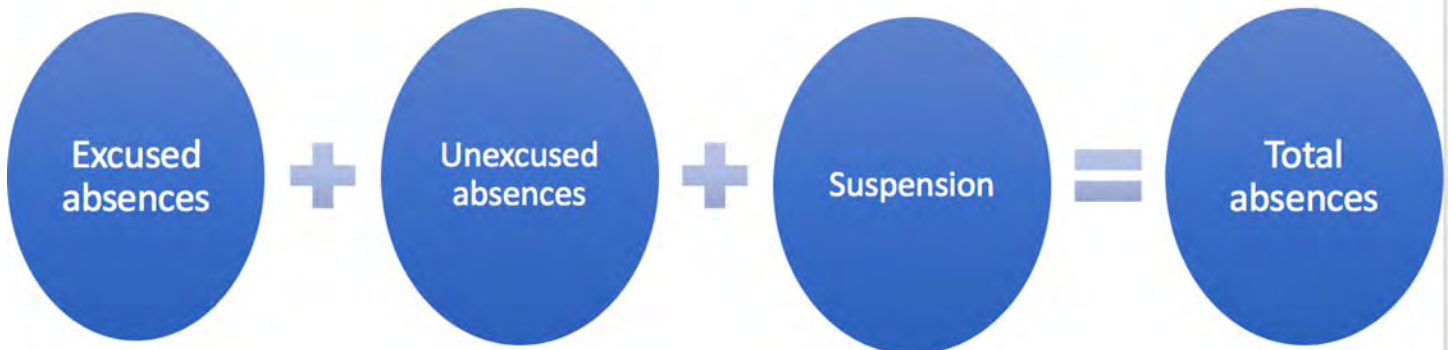 Excused
absences
Unexcused
absences
Suspension
Total
absences